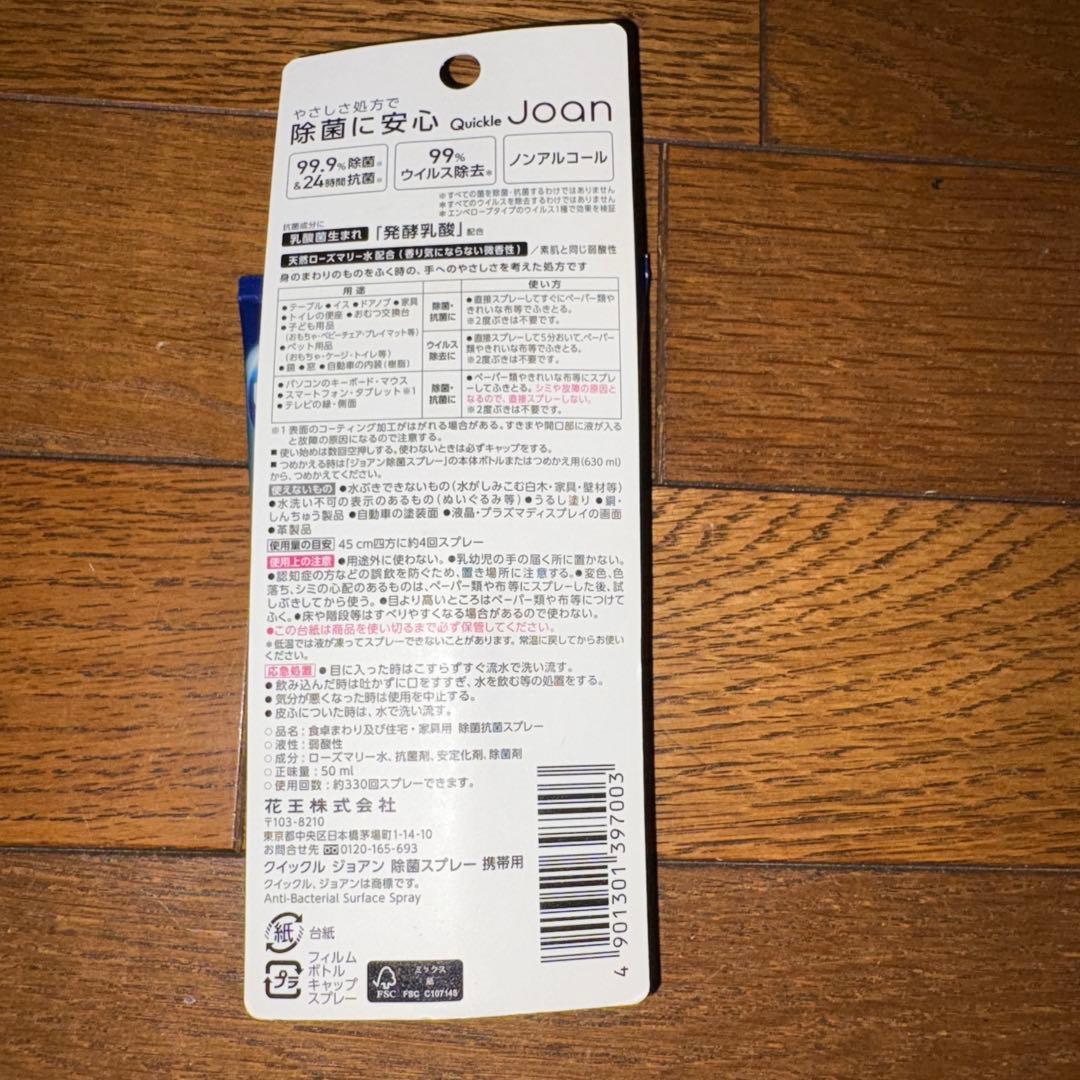 やさしさ処方で
除菌に安心 Quickle Joan
99.9%除菌※
&24時間抗菌※
99%
ウイルス除去※
ノンアルコール
※すべての菌を除菌・抗菌するわけではありません
※すべてのウイルスを除去するわけではありません
※エンベロープタイプのウイルス1種で効果を検証
抗菌成分に
乳酸菌生まれ 「発酵乳酸」配合
天然ローズマリー水 配合(香り気にならない微香性) /素肌と同じ弱酸性
身のまわりのものをふく時の、手へのやさしさを考えた処方です
用途 使い方
●テーブル ●イス ●ドアノブ ●家具
●トイレの便座 ●おむつ交換台
●子ども用品
(おもちゃ・ベビーチェア・プレイマット等)
●ペット用品
(おもちゃ・ケージ・トイレ等)
●鏡 ●窓 ●自動車の内装(樹脂)
除菌・
抗菌に
●直接スプレーしてすぐにペーパー類や
きれいな布等でふきとる。
※2度ぶきは不要です。
ウイルス
除去に
●直接スプレーして5分おいて、ペーパー
類やきれいな布等でふきとる。
※2度ぶきは不要です。
●パソコンのキーボード・マウス
●スマートフォン・タブレット※1
●テレビの縁・側面
除菌・
抗菌に
●ペーパー類やきれいな布等にスプレ
ーしてふきとる。シミや故障の原因と
なるので、直接スプレーしない。
※2度ぶきは不要です。
※1 表面のコーティング加工がはがれる場合がある。すきまや開口部に液が入る
と故障の原因になるので注意する。
■ 使い始めは数回空押しする。使わないときは必ずキャップをする。
■ つめかえる時は「ジョアン除菌スプレー」の本体ボトルまたはつめかえ用(630 ml)
から、つめかえてください。
使えないもの ●水ぶきできないもの(水がしみこむ白木・家具・壁材等)
●水洗い不可の表示のあるもの(ぬいぐるみ等) ●うるし塗り ●銅・
しんちゅう製品 ●自動車の塗装面 ●液晶・プラズマディスプレイの画面
●革製品
使用量の目安 45 cm四方に約4回スプレー
使用上の注意 ●用途外に使わない。●乳幼児の手の届く所に置かない。
●認知症の方などの誤飲を防ぐため、置き場所に注意する。●変色、色
落ち、シミの心配のあるものは、ペーパー類や布等にスプレーした後、試
しぶきしてから使う。●目より高いところはペーパー類や布等につけて
ふく。●床や階段等はすべりやすくなる場合があるので使わない。
●この台紙は商品を使い切るまで必ず保管してください。
＊低温では液が凍ってスプレーできないことがあります。常温に戻してからお使い
ください。
応急処置 ●目に入った時はこすらずすぐ流水で洗い流す。
●飲み込んだ時は吐かずに口をすすぎ、水を飲む等の処置をする。
●気分が悪くなった時は使用を中止する。
●皮ふについた時は、水で洗い流す。
○品名:食卓まわり及び住宅・家具用 除菌抗菌スプレー
○液性:弱酸性
○成分:ローズマリー水、抗菌剤、安定化剤、除菌剤
○正味量:50 ml
○使用回数:約330回スプレーできます。
花王株式会社
〒103-8210
東京都中央区日本橋茅場町1-14-10
お問合せ先 0120-165-693
クイックル ジョアン 除菌スプレー 携帯用
クイックル、ジョアンは商標です。
Anti-Bacterial Surface Spray
紙 台紙
プラ フィルム
ボトル
キャップ
スプレー
FSC
ミックス
紙
FSC C107145
4 901301 397003